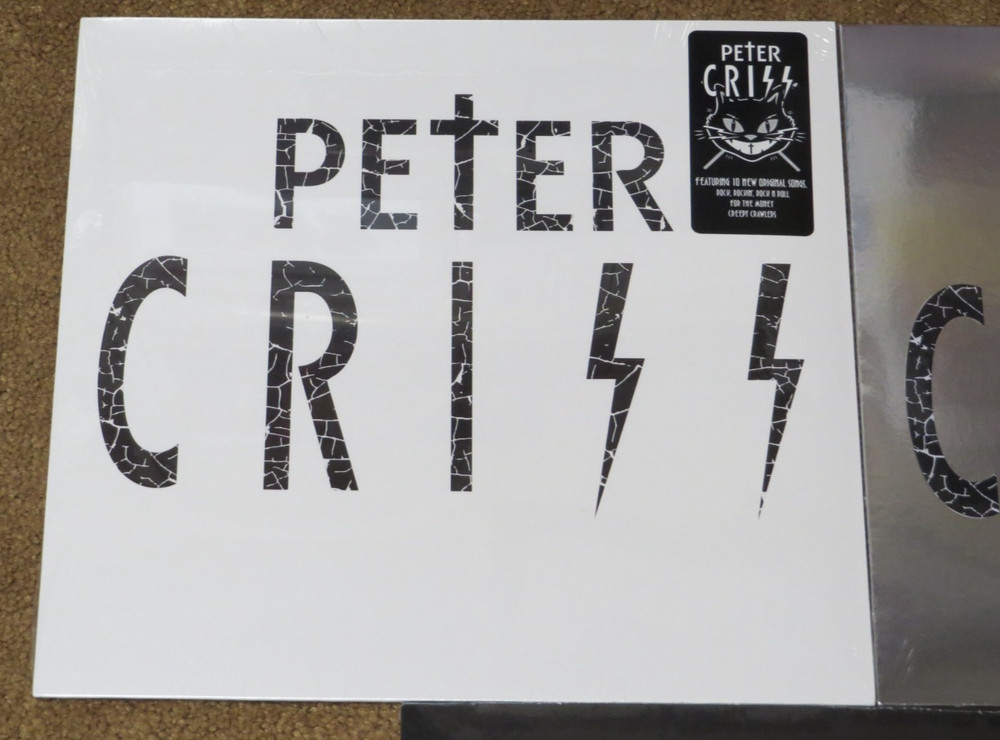 PETER
CRISS
PETER
CRISS
FEATURING 10 NEW ORIGINAL SONGS,
ROCK, ROCKIN', ROCK N ROLL
FOR THE MONEY
CREEPY CRAWLERS
C